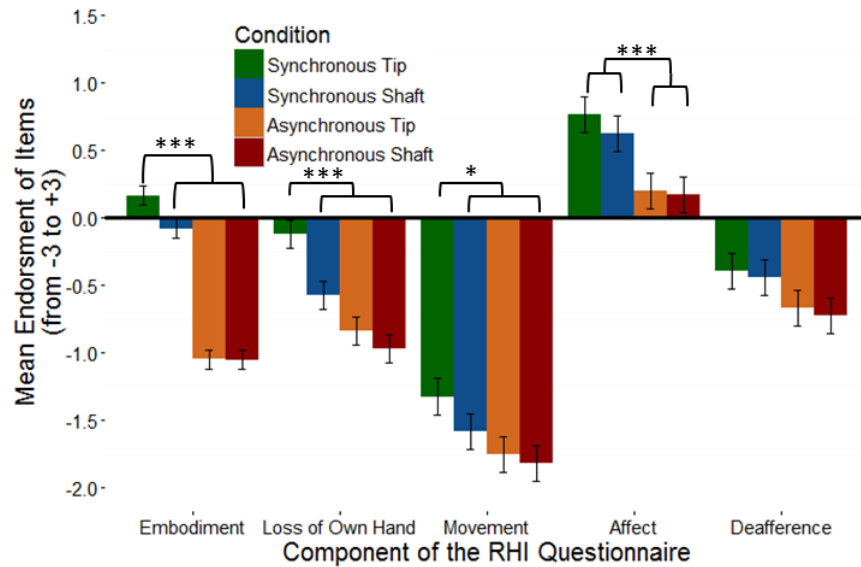 Mean Endorsment of Items
(from -3 to +3)
1.5
1.0
0.5
0.0
-0.5
-1.0
-1.5
-2.0
Condition
Synchronous Tip
Synchronous Shaft
Asynchronous Tip
Asynchronous Shaft
***
***
*
***
Embodiment
Loss of Own Hand
Movement
Affect
Deafference
Component of the RHI Questionnaire